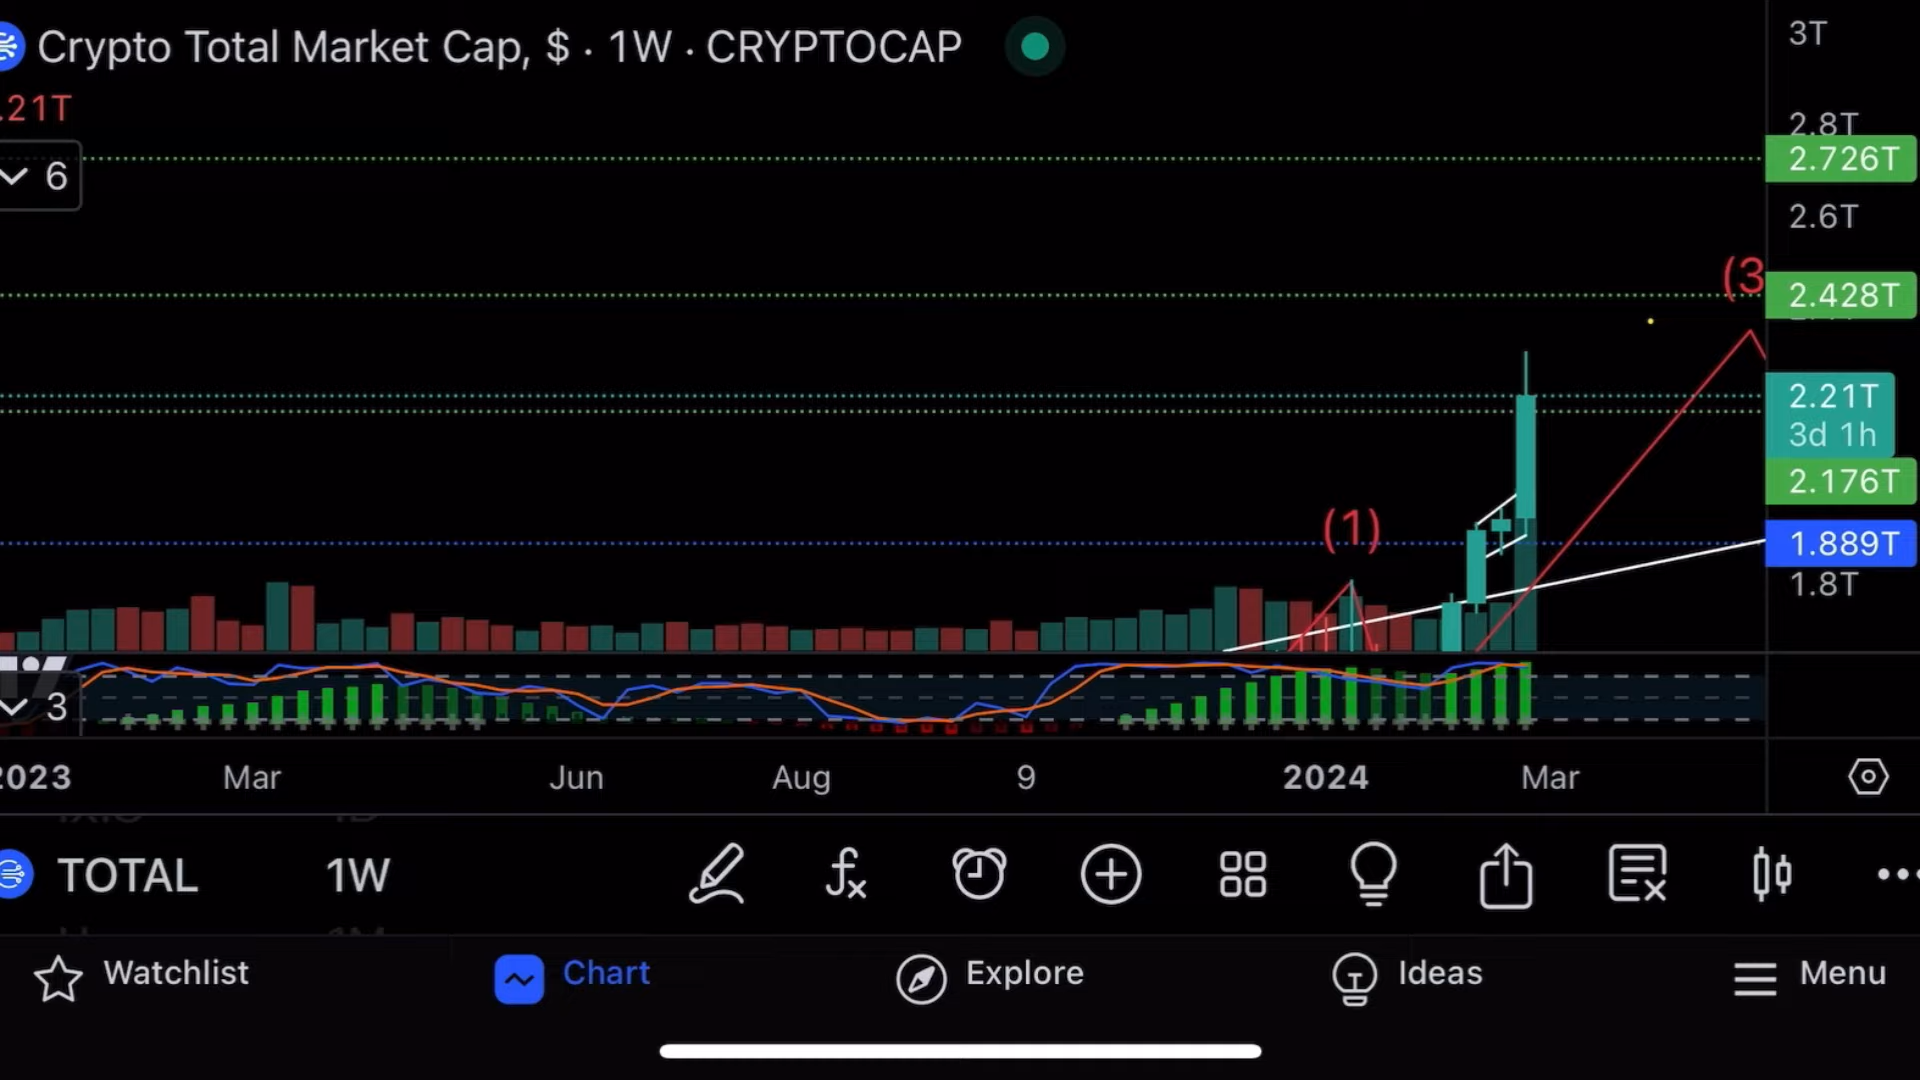 Crypto Total Market Cap, $ · 1W · CRYPTOCAP
.21T
6
3T
2.8T
2.726T
2.6T
(3
2.428T
2.21T
3d 1h
2.176T
(1)
1.889T
1.8T
3
2023 Mar Jun Aug 9 2024 Mar
TOTAL 1W
Watchlist Chart Explore Ideas Menu